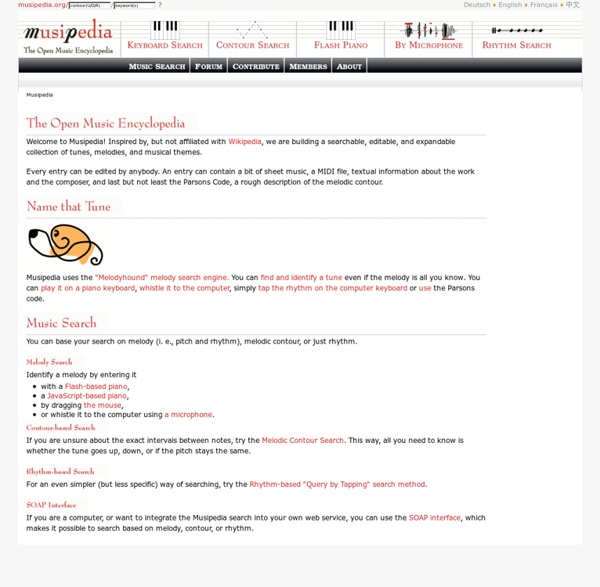 musipedia.org/ contour(UDR) / keyword(s) ?
Deutsch ♦ English ♦ Français ♦ 中文
musipedia
The Open Music Encyclopedia
Keyboard Search
Contour Search
Flash Piano
By Microphone
Rhythm Search
Music Search
Forum
Contribute
Members
About
Musipedia
The Open Music Encyclopedia
Welcome to Musipedia! Inspired by, but not affiliated with Wikipedia, we are building a searchable, editable, and expandable
collection of tunes, melodies, and musical themes.
Every entry can be edited by anybody. An entry can contain a bit of sheet music, a MIDI file, textual information about the work
and the composer, and last but not least the Parsons Code, a rough description of the melodic contour.
Name that Tune
Musipedia uses the "Melodyhound" melody search engine. You can find and identify a tune even if the melody is all you know. You
can play it on a piano keyboard, whistle it to the computer, simply tap the rhythm on the computer keyboard or use the Parsons
code.
Music Search
You can base your search on melody (i. e., pitch and rhythm), melodic contour, or just rhythm.
Melody Search
Identify a melody by entering it
• with a Flash-based piano,
• a JavaScript-based piano,
• by dragging the mouse,
• or whistle it to the computer using a microphone.
Contour-based Search
If you are unsure about the exact intervals between notes, try the Melodic Contour Search. This way, all you need to know is
whether the tune goes up, down, or if the pitch stays the same.
Rhythm-based Search
For an even simpler (but less specific) way of searching, try the Rhythm-based "Query by Tapping" search method.
SOAP Interface
If you are a computer, or want to integrate the Musipedia search into your own web service, you can use the SOAP interface, which
makes it possible to search based on melody, contour, or rhythm.